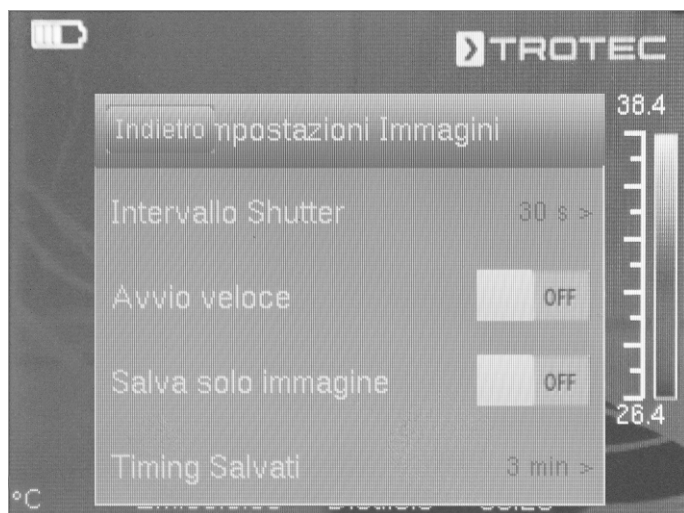 TROTEC
38.4
Indietro mpostazioni Immagini
Intervallo Shutter 30 s >
Avvio veloce OFF
Salva solo immagine OFF
26.4
Timing Salvati 3 min >
°C